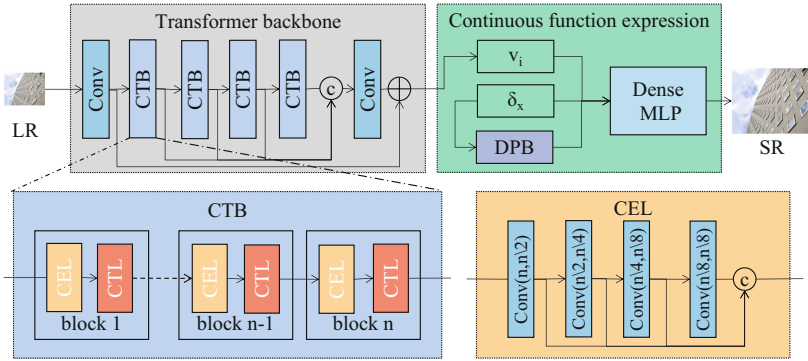 Transformer backbone
Continuous function expression
LR
Conv
CTB
CTB
CTB
CTB
c
Conv
v_i
δ_x
DPB
Dense
MLP
SR
CTB
CEL
CTL
block 1
CEL
CTL
block n-1
CEL
CTL
block n
CEL
Conv(n,n\2)
Conv(n\2,n\4)
Conv(n\4,n\8)
Conv(n\8,n\8)
c